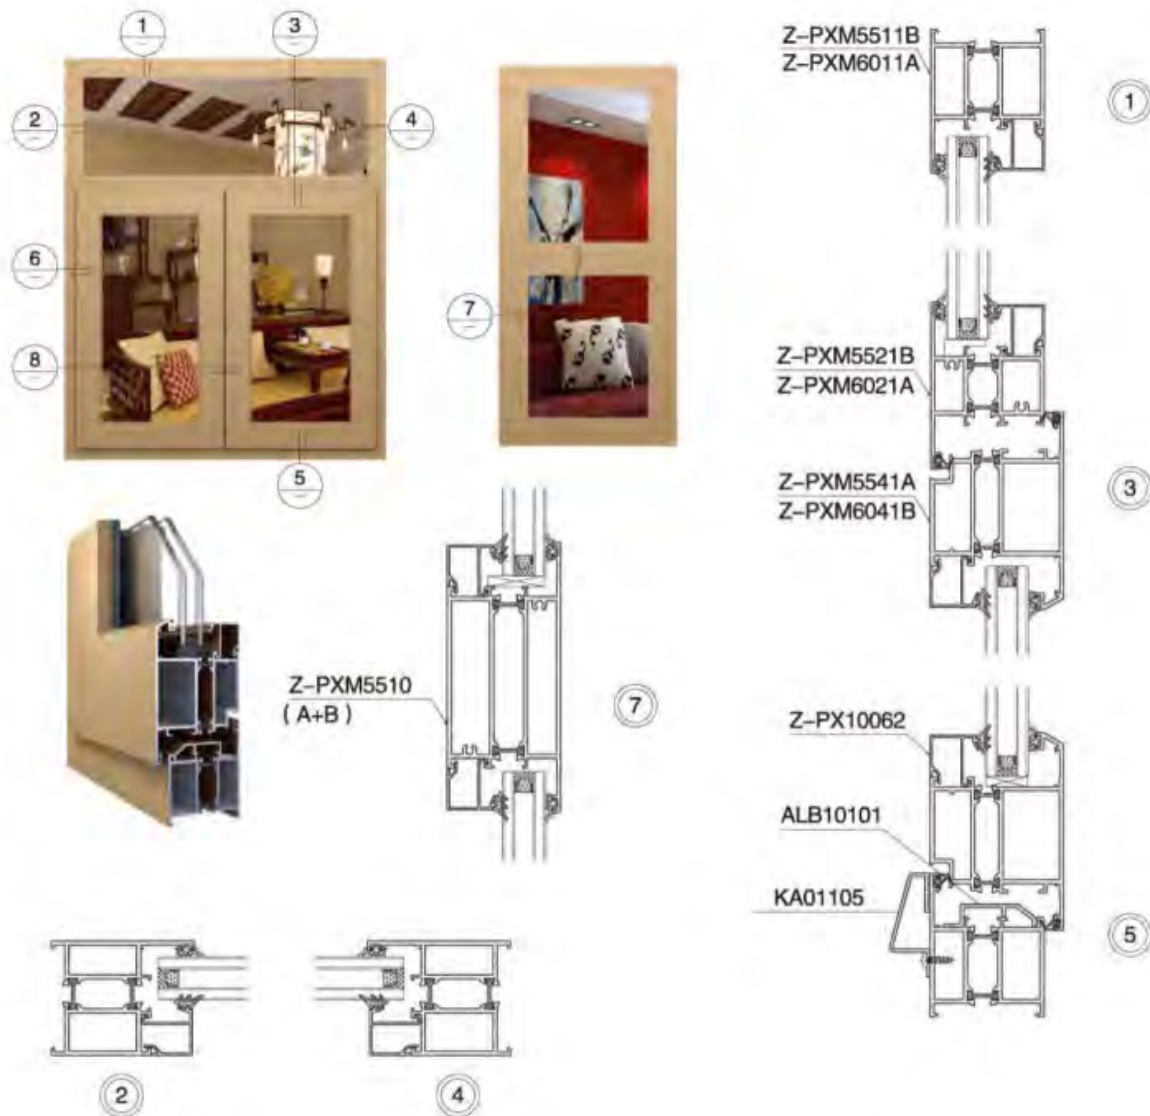 1
3
2
4
6
7
8
5
Z-PXM5511B
Z-PXM6011A
1
Z-PXM5521B
Z-PXM6021A
Z-PXM5541A
Z-PXM6041B
3
Z-PXM5510
( A+B )
7
Z-PX10062
ALB10101
KA01105
5
2
4